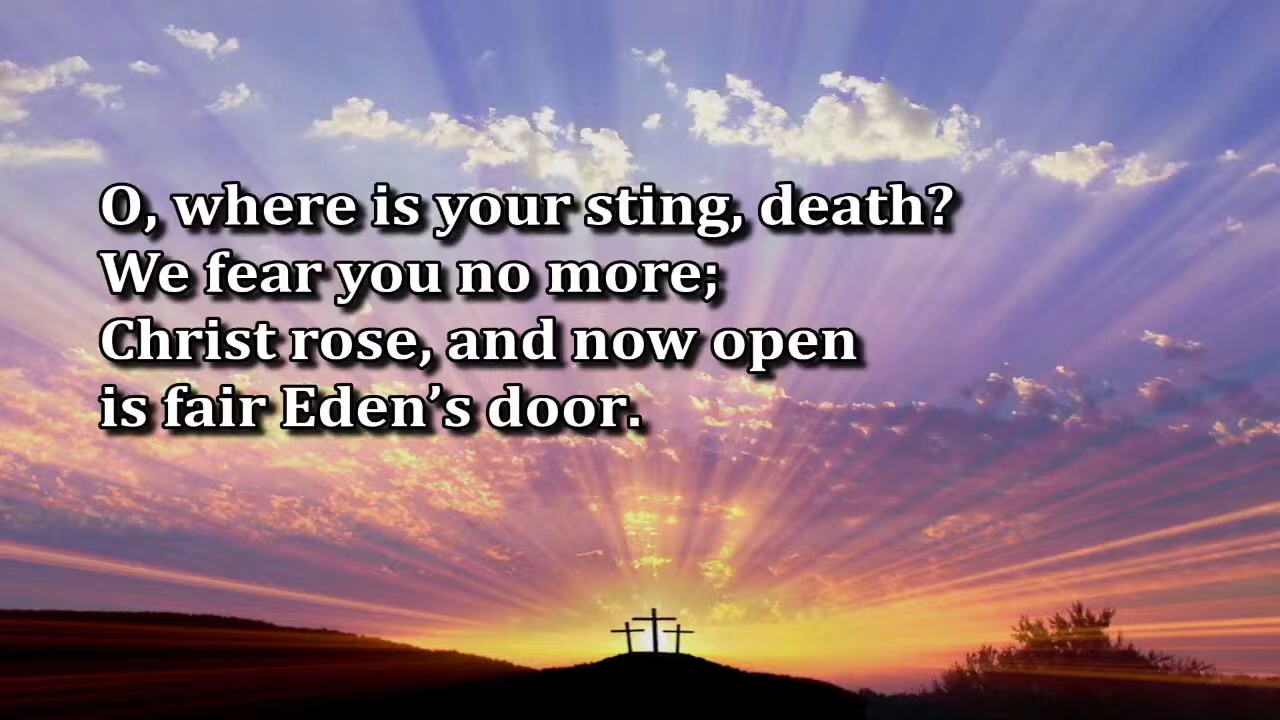 O, where is your sting, death?
We fear you no more;
Christ rose, and now open
is fair Eden’s door.